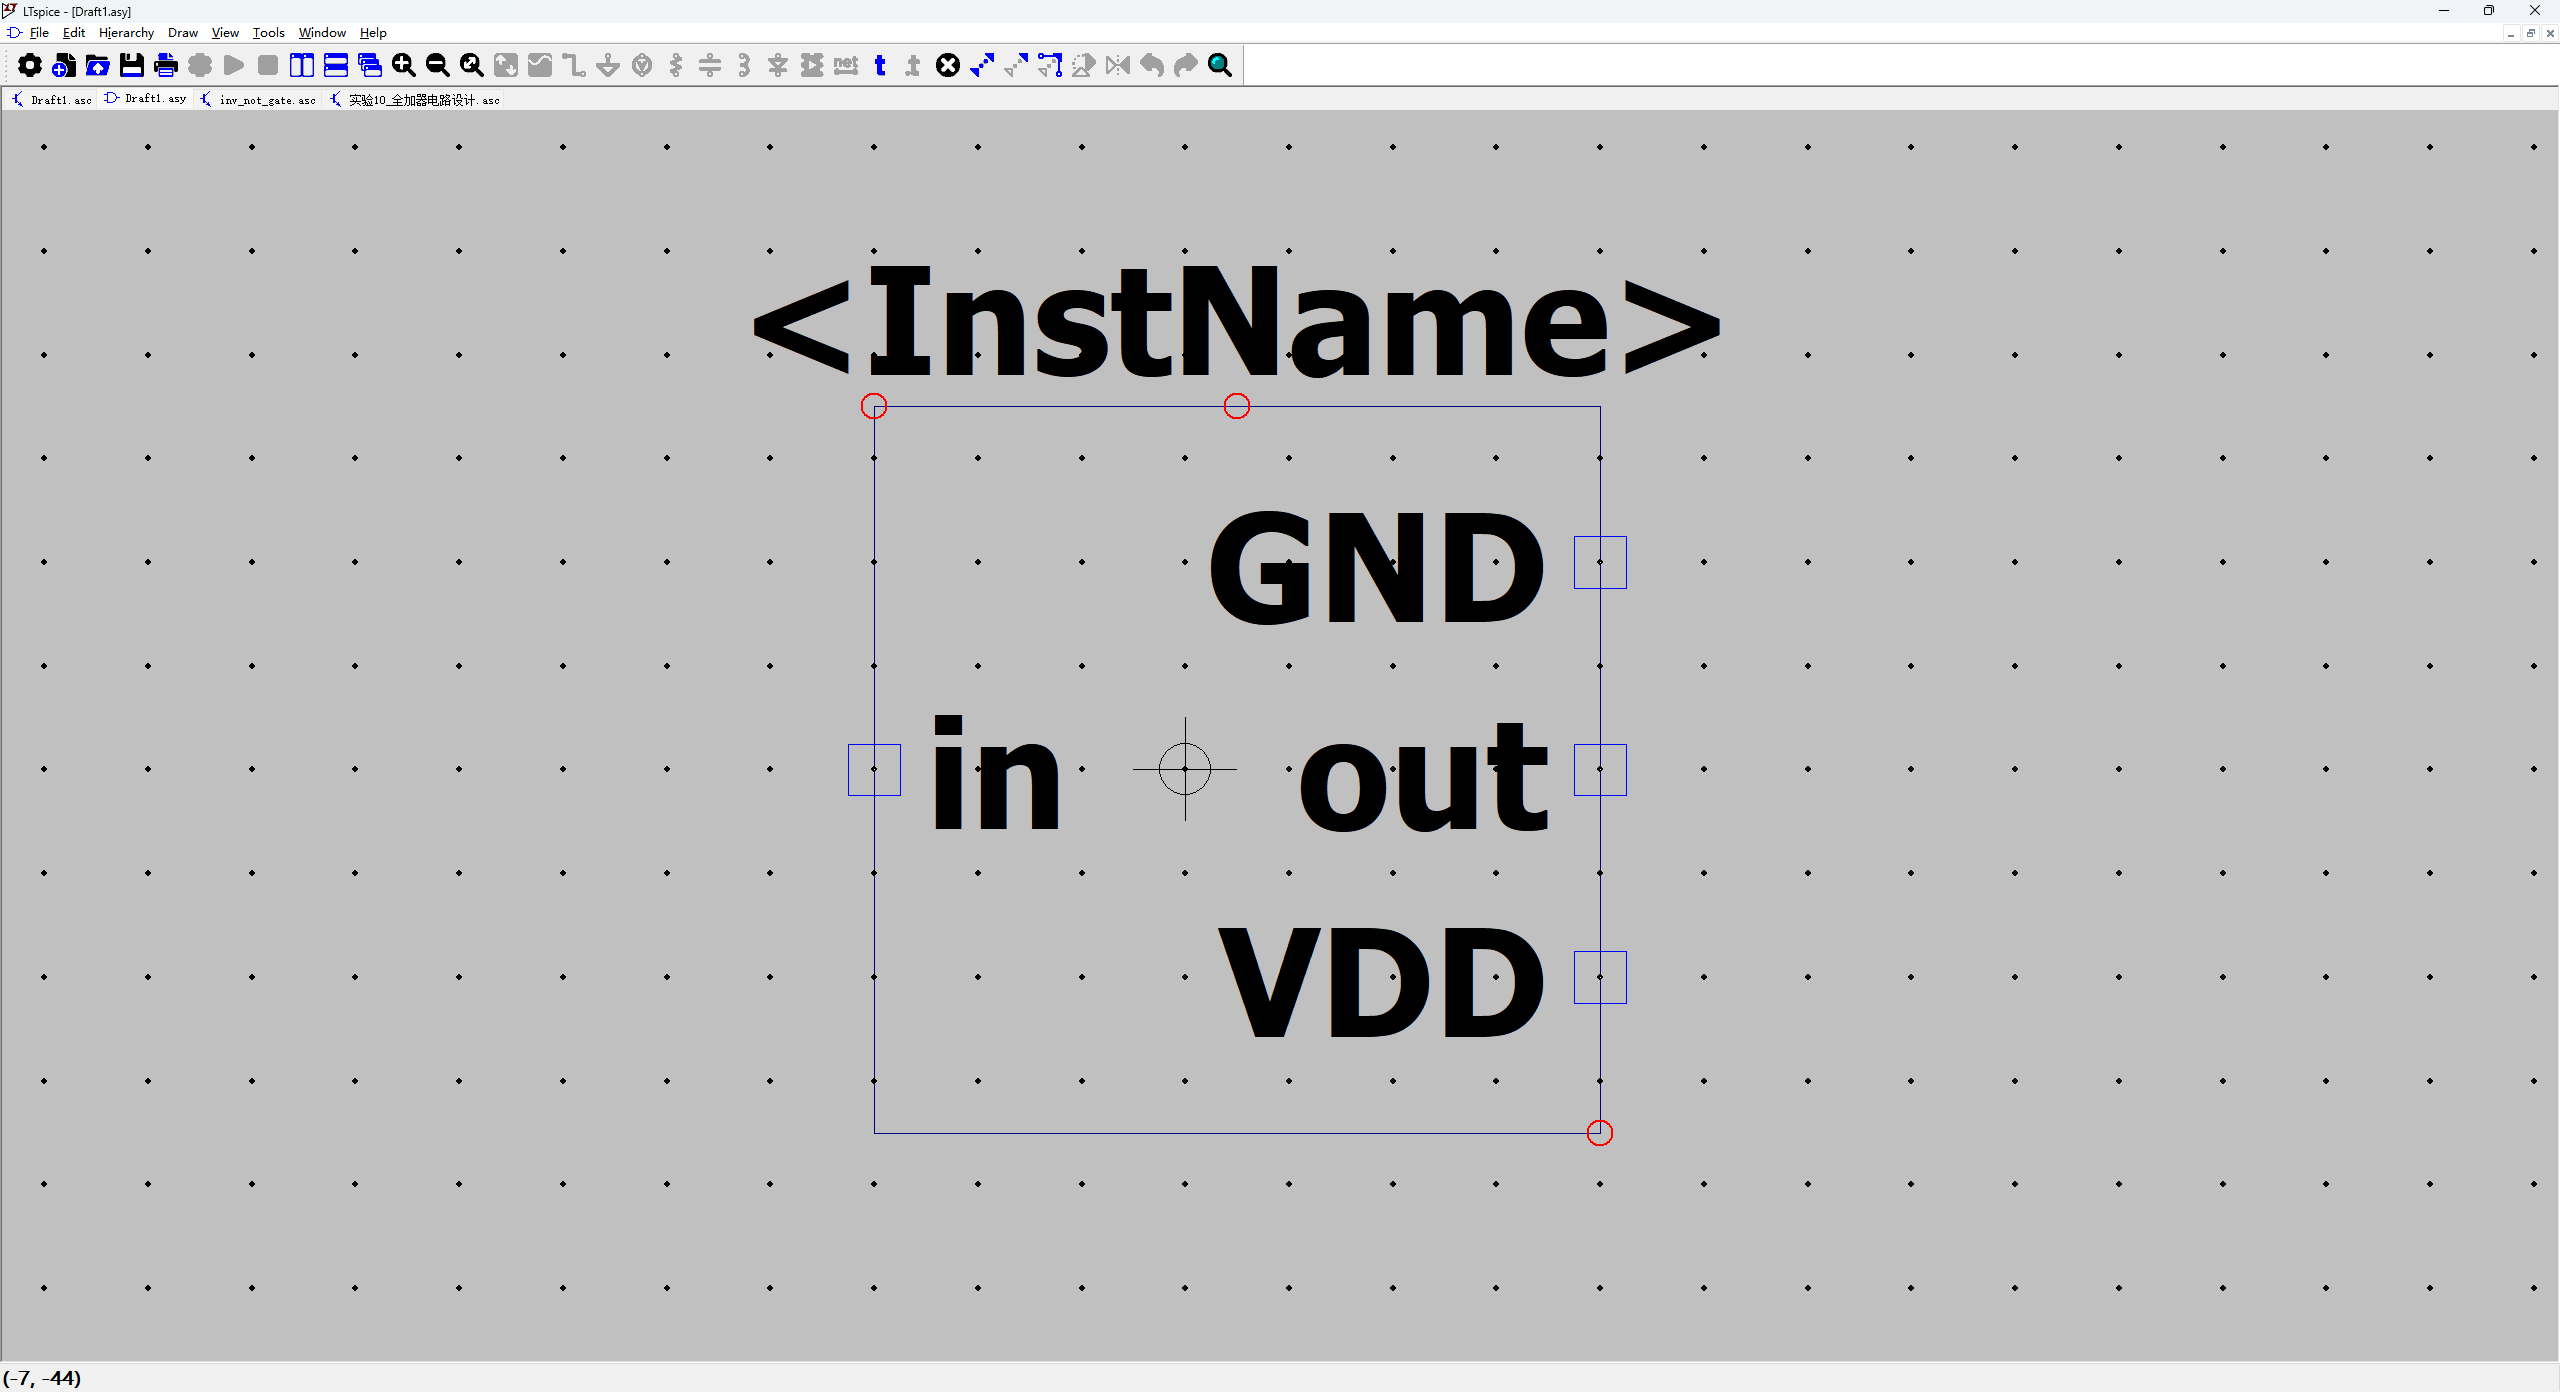 LTspice - [Draft1.asy]
File Edit Hierarchy Draw View Tools Window Help
net t t
Draft1.asc Draft1.asy inv_not_gate.asc 实验10_全加器电路设计.asc
<InstName>
GND
in out
VDD
(-7, -44)